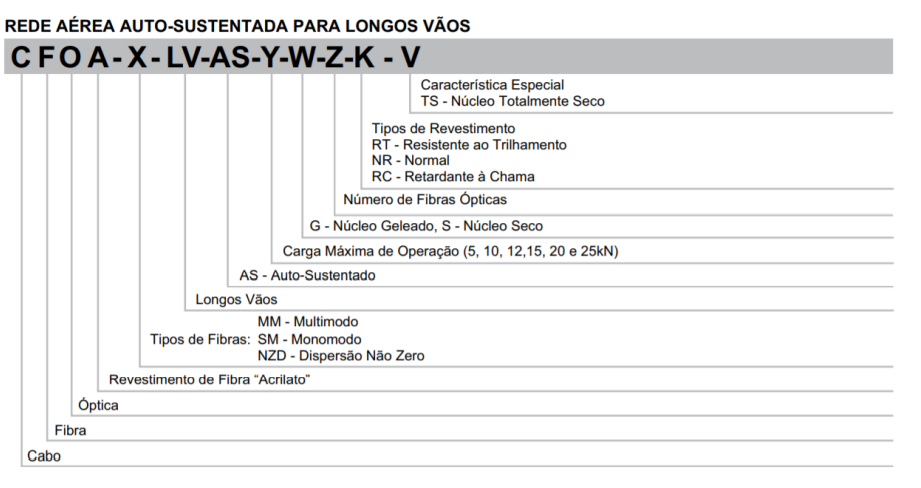 REDE AÉREA AUTO-SUSTENTADA PARA LONGOS VÃOS
C F O A - X - LV-AS-Y-W-Z-K - V
Característica Especial
TS - Núcleo Totalmente Seco
Tipos de Revestimento
RT - Resistente ao Trilhamento
NR - Normal
RC - Retardante à Chama
Número de Fibras Ópticas
G - Núcleo Geleado, S - Núcleo Seco
Carga Máxima de Operação (5, 10, 12,15, 20 e 25kN)
AS - Auto-Sustentado
Longos Vãos
MM - Multimodo
Tipos de Fibras: SM - Monomodo
NZD - Dispersão Não Zero
Revestimento de Fibra “Acrilato”
Óptica
Fibra
Cabo